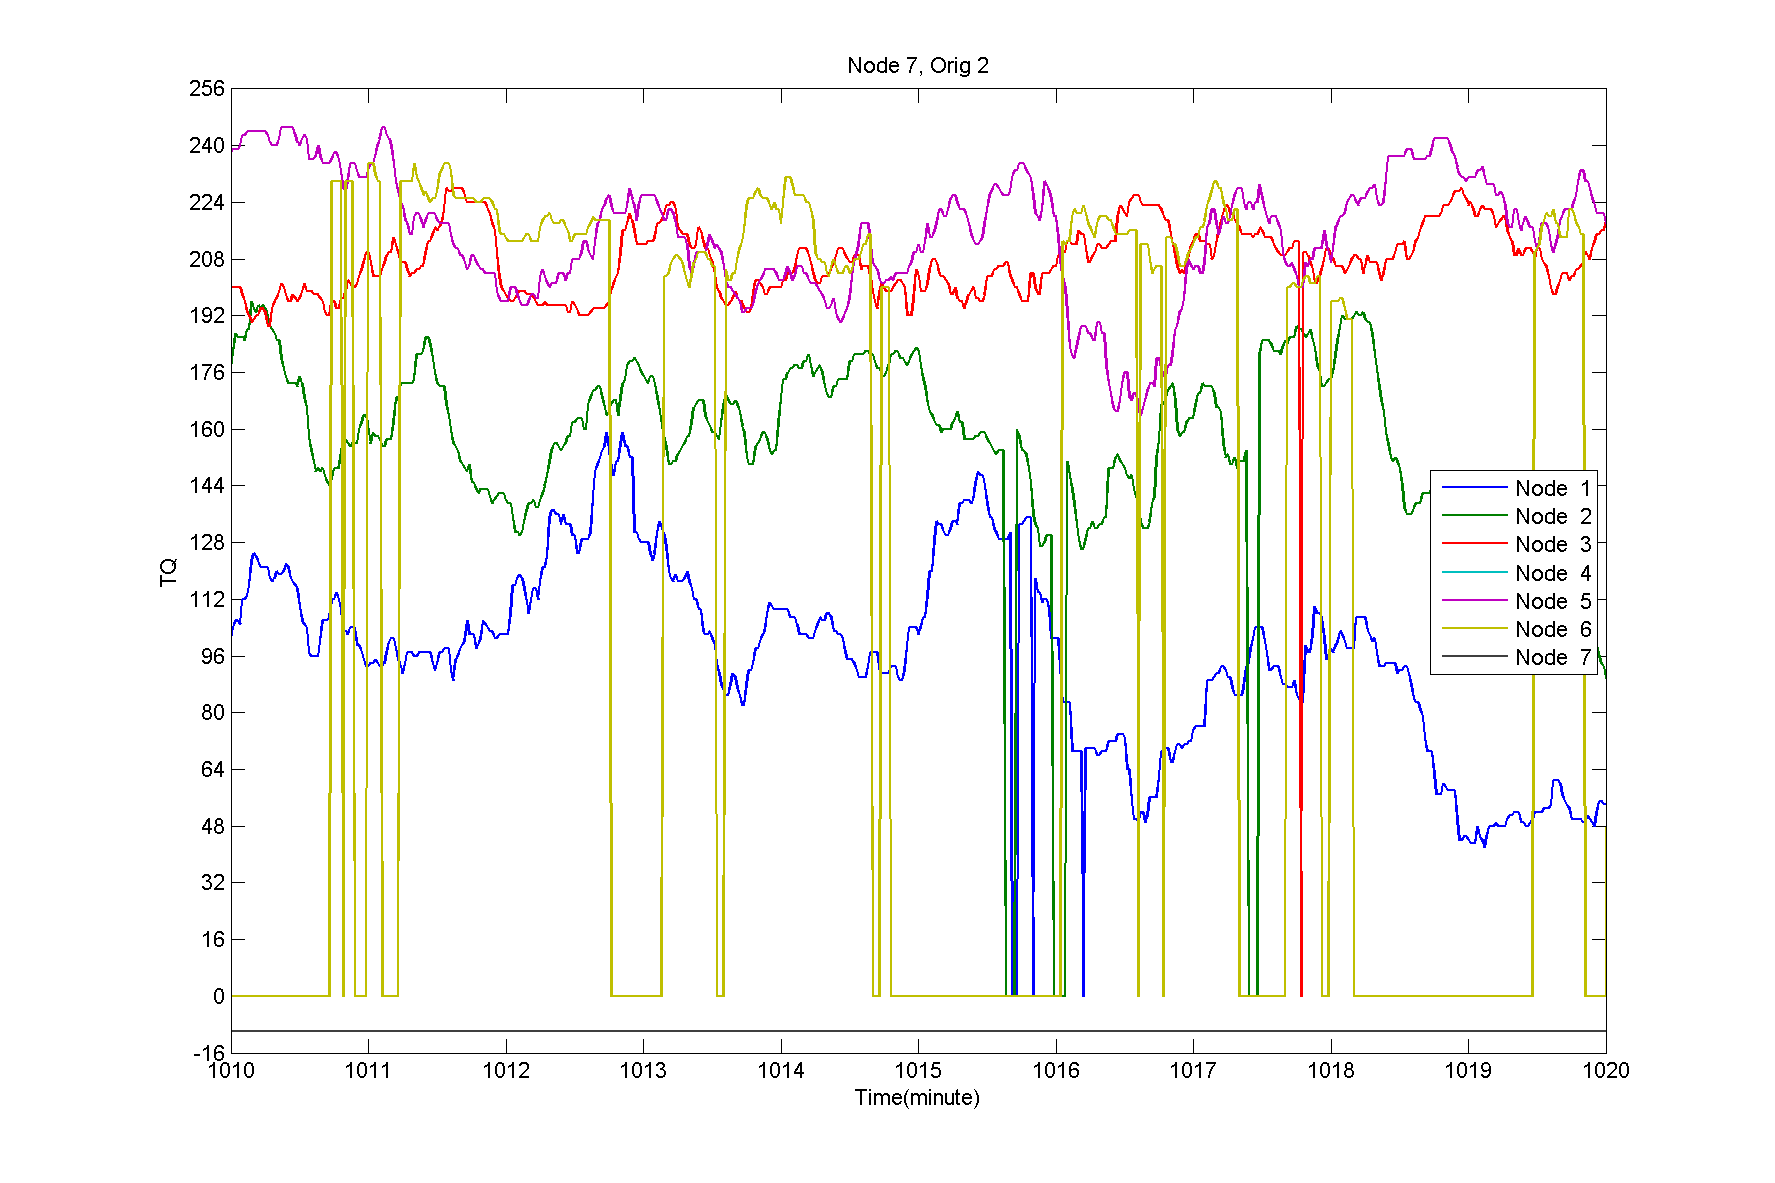 Node 7, Orig 2
256
240
224
208
192
176
160
144
128
112
96
80
64
48
32
16
0
-16
TQ
Node 1
Node 2
Node 3
Node 4
Node 5
Node 6
Node 7
1010 1011 1012 1013 1014 1015 1016 1017 1018 1019 1020
Time(minute)